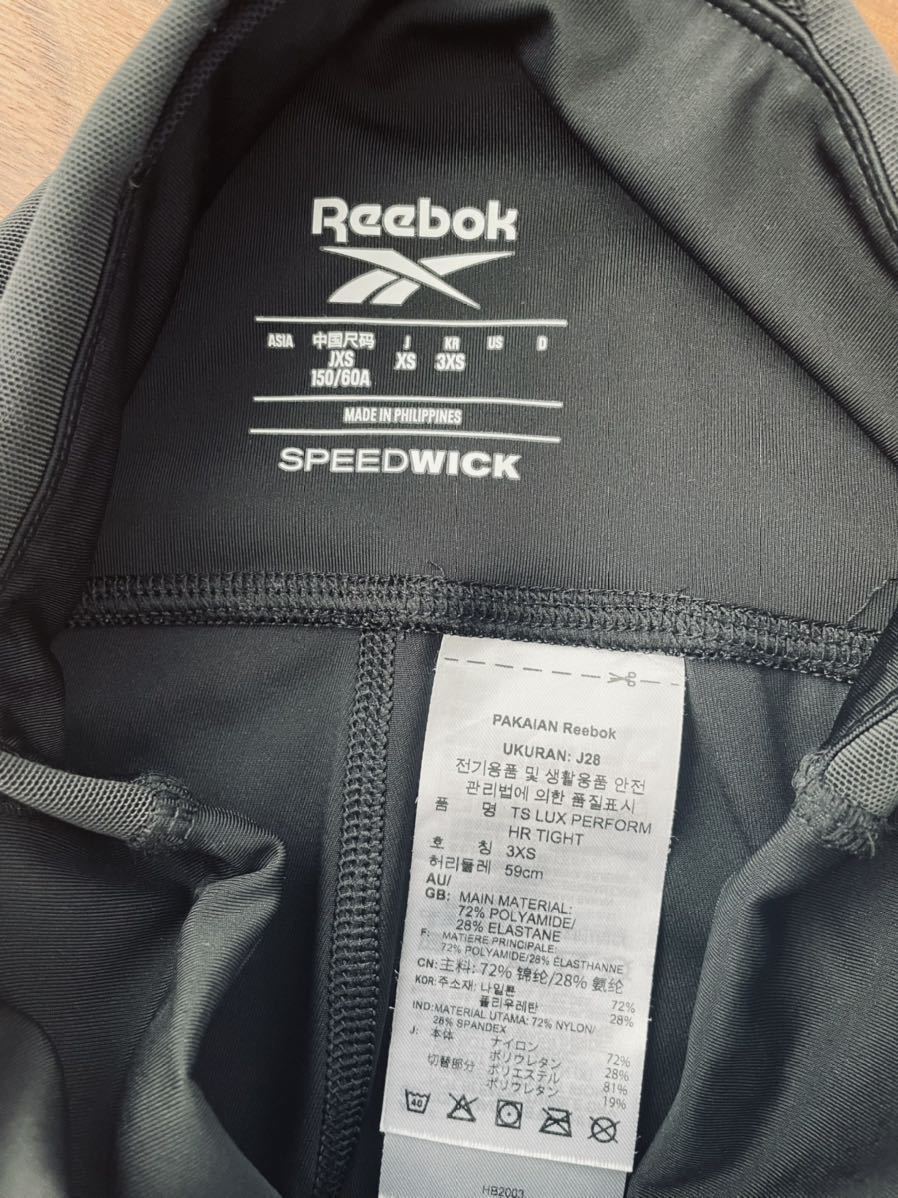 Reebok
ASIA 中国尺码 J KR US D
JXS XS 3XS
150/60A
MADE IN PHILIPPINES
SPEEDWICK
PAKAIAN Reebok
UKURAN: J28
전기용품 및 생활용품 안전
관리법에 의한 품질표시
품 명 TS LUX PERFORM
HR TIGHT
호 칭 3XS
허리둘레 59cm
AU/
GB: MAIN MATERIAL:
72% POLYAMIDE/
28% ELASTANE
F: MATIERE PRINCIPALE:
72% POLYAMIDE/28% ÉLASTHANNE
CN: 主料: 72% 锦纶/28% 氨纶
KOR: 주소재: 나일론 72%
폴리우레탄 28%
IND: MATERIAL UTAMA: 72% NYLON/
28% SPANDEX
J: 本体 ナイロン 72%
ポリウレタン 28%
切替部分 ポリエステル 81%
ポリウレタン 19%
40
HB2003